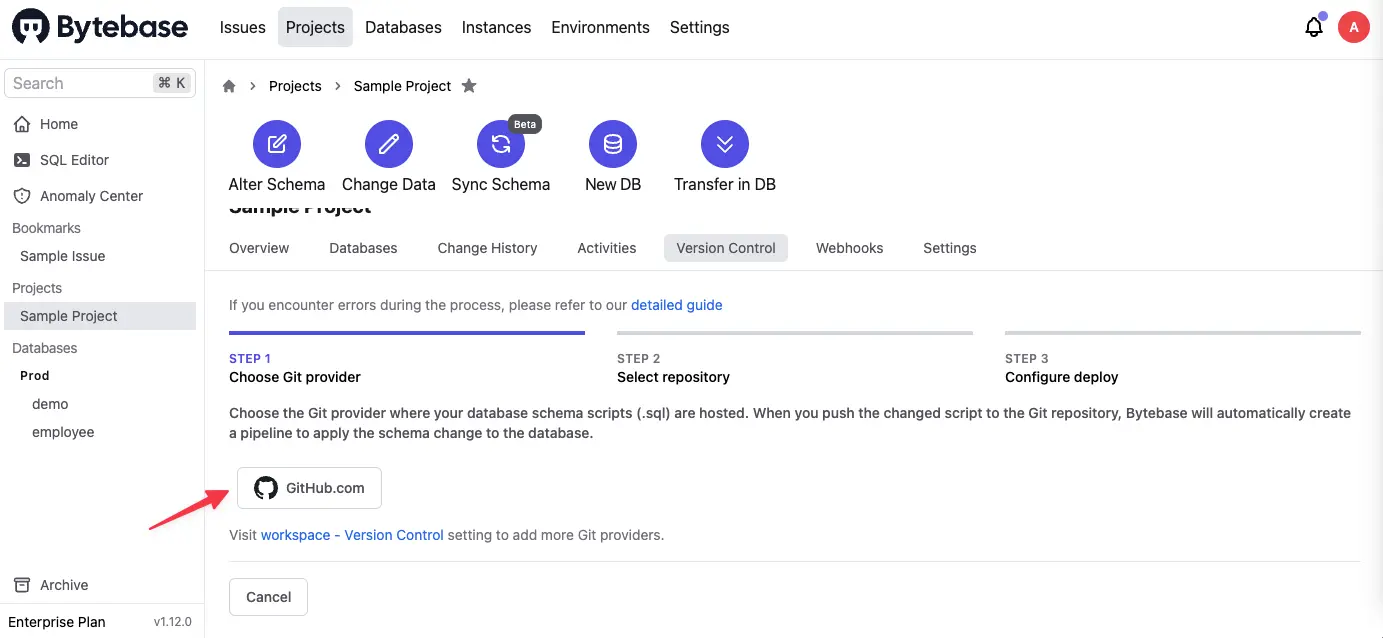 Bytebase Issues Projects Databases Instances Environments Settings A
Search ⌘ K
Home
SQL Editor
Anomaly Center
Bookmarks
Sample Issue
Projects
Sample Project
Databases
Prod
demo
employee
Archive
Enterprise Plan v1.12.0
Projects > Sample Project
Beta
Alter Schema Change Data Sync Schema New DB Transfer in DB
Sample Project
Overview Databases Change History Activities Version Control Webhooks Settings
If you encounter errors during the process, please refer to our detailed guide
STEP 1
Choose Git provider
STEP 2
Select repository
STEP 3
Configure deploy
Choose the Git provider where your database schema scripts (.sql) are hosted. When you push the changed script to the Git repository, Bytebase will automatically create
a pipeline to apply the schema change to the database.
GitHub.com
Visit workspace - Version Control setting to add more Git providers.
Cancel